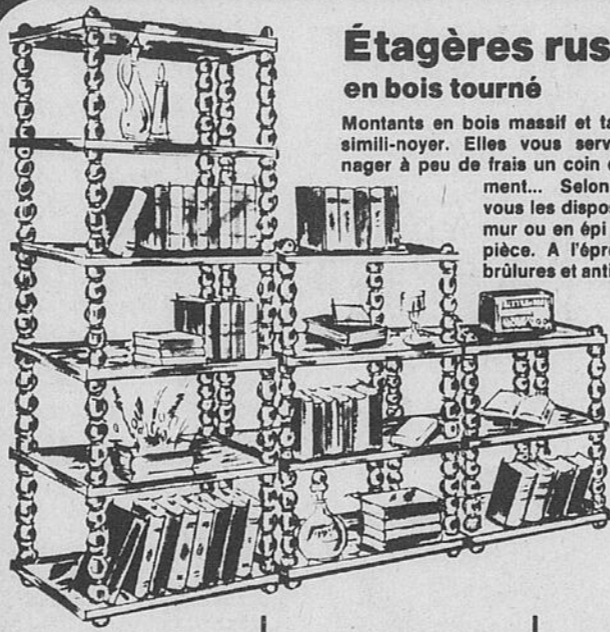 Étagères rus
en bois tourné
Montants en bois massif et ta
simili-noyer. Elles vous serv
nager à peu de frais un coin
ment... Selon
vous les dispo
mur ou en épi
pièce. A l'épr
brûlures et anti